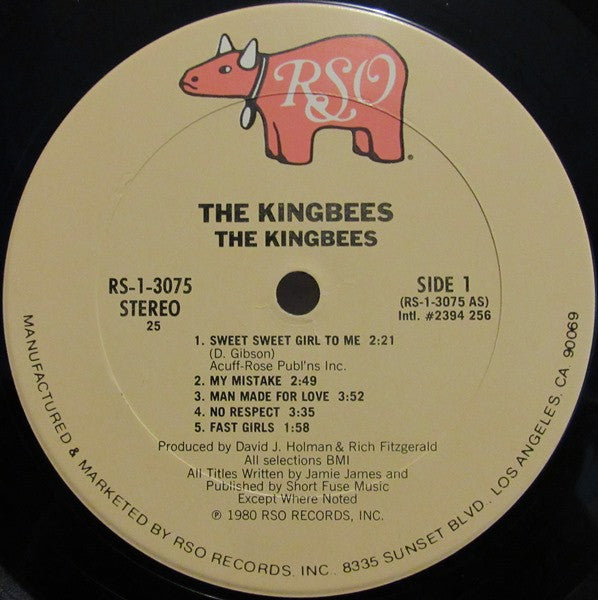 RSO
THE KINGBEES
THE KINGBEES
RS-1-3075
STEREO
25
SIDE 1
(RS-1-3075 AS)
Intl. #2394 256
1. SWEET SWEET GIRL TO ME 2:21
(D. Gibson)
Acuff-Rose Publ'ns Inc.
2. MY MISTAKE 2:49
3. MAN MADE FOR LOVE 3:52
4. NO RESPECT 3:35
5. FAST GIRLS 1:58
Produced by David J. Holman & Rich Fitzgerald
All selections BMI
All Titles Written by Jamie James and
Published by Short Fuse Music
Except Where Noted
℗ 1980 RSO RECORDS, INC.
MANUFACTURED & MARKETED BY RSO RECORDS, INC. 8335 SUNSET BLVD. LOS ANGELES, CA. 90069